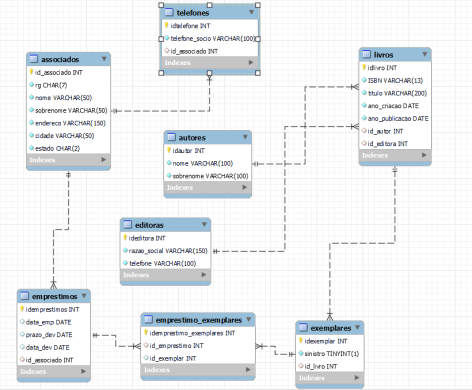 telefones
idtelefone INT
telefone_socio VARCHAR(100)
id_associado INT
Indexes
associados
id_associado INT
rg CHAR(7)
nome VARCHAR(50)
sobrenome VARCHAR(50)
endereco VARCHAR(150)
cidade VARCHAR(50)
estado CHAR(2)
Indexes
livros
idlivro INT
ISBN VARCHAR(13)
titulo VARCHAR(200)
ano_criacao DATE
ano_publicacao DATE
id_autor INT
id_editora INT
Indexes
autores
idautor INT
nome VARCHAR(100)
sobrenome VARCHAR(100)
Indexes
editoras
ideditora INT
razao_social VARCHAR(150)
telefone VARCHAR(100)
Indexes
emprestimos
idemprestimos INT
data_emp DATE
prazo_dev DATE
data_dev DATE
id_associado INT
Indexes
emprestimo_exemplares
idemprestimo_exemplares INT
id_emprestimo INT
id_exemplar INT
Indexes
exemplares
idexemplar INT
sinistro TINYINT(1)
id_livro INT
Indexes